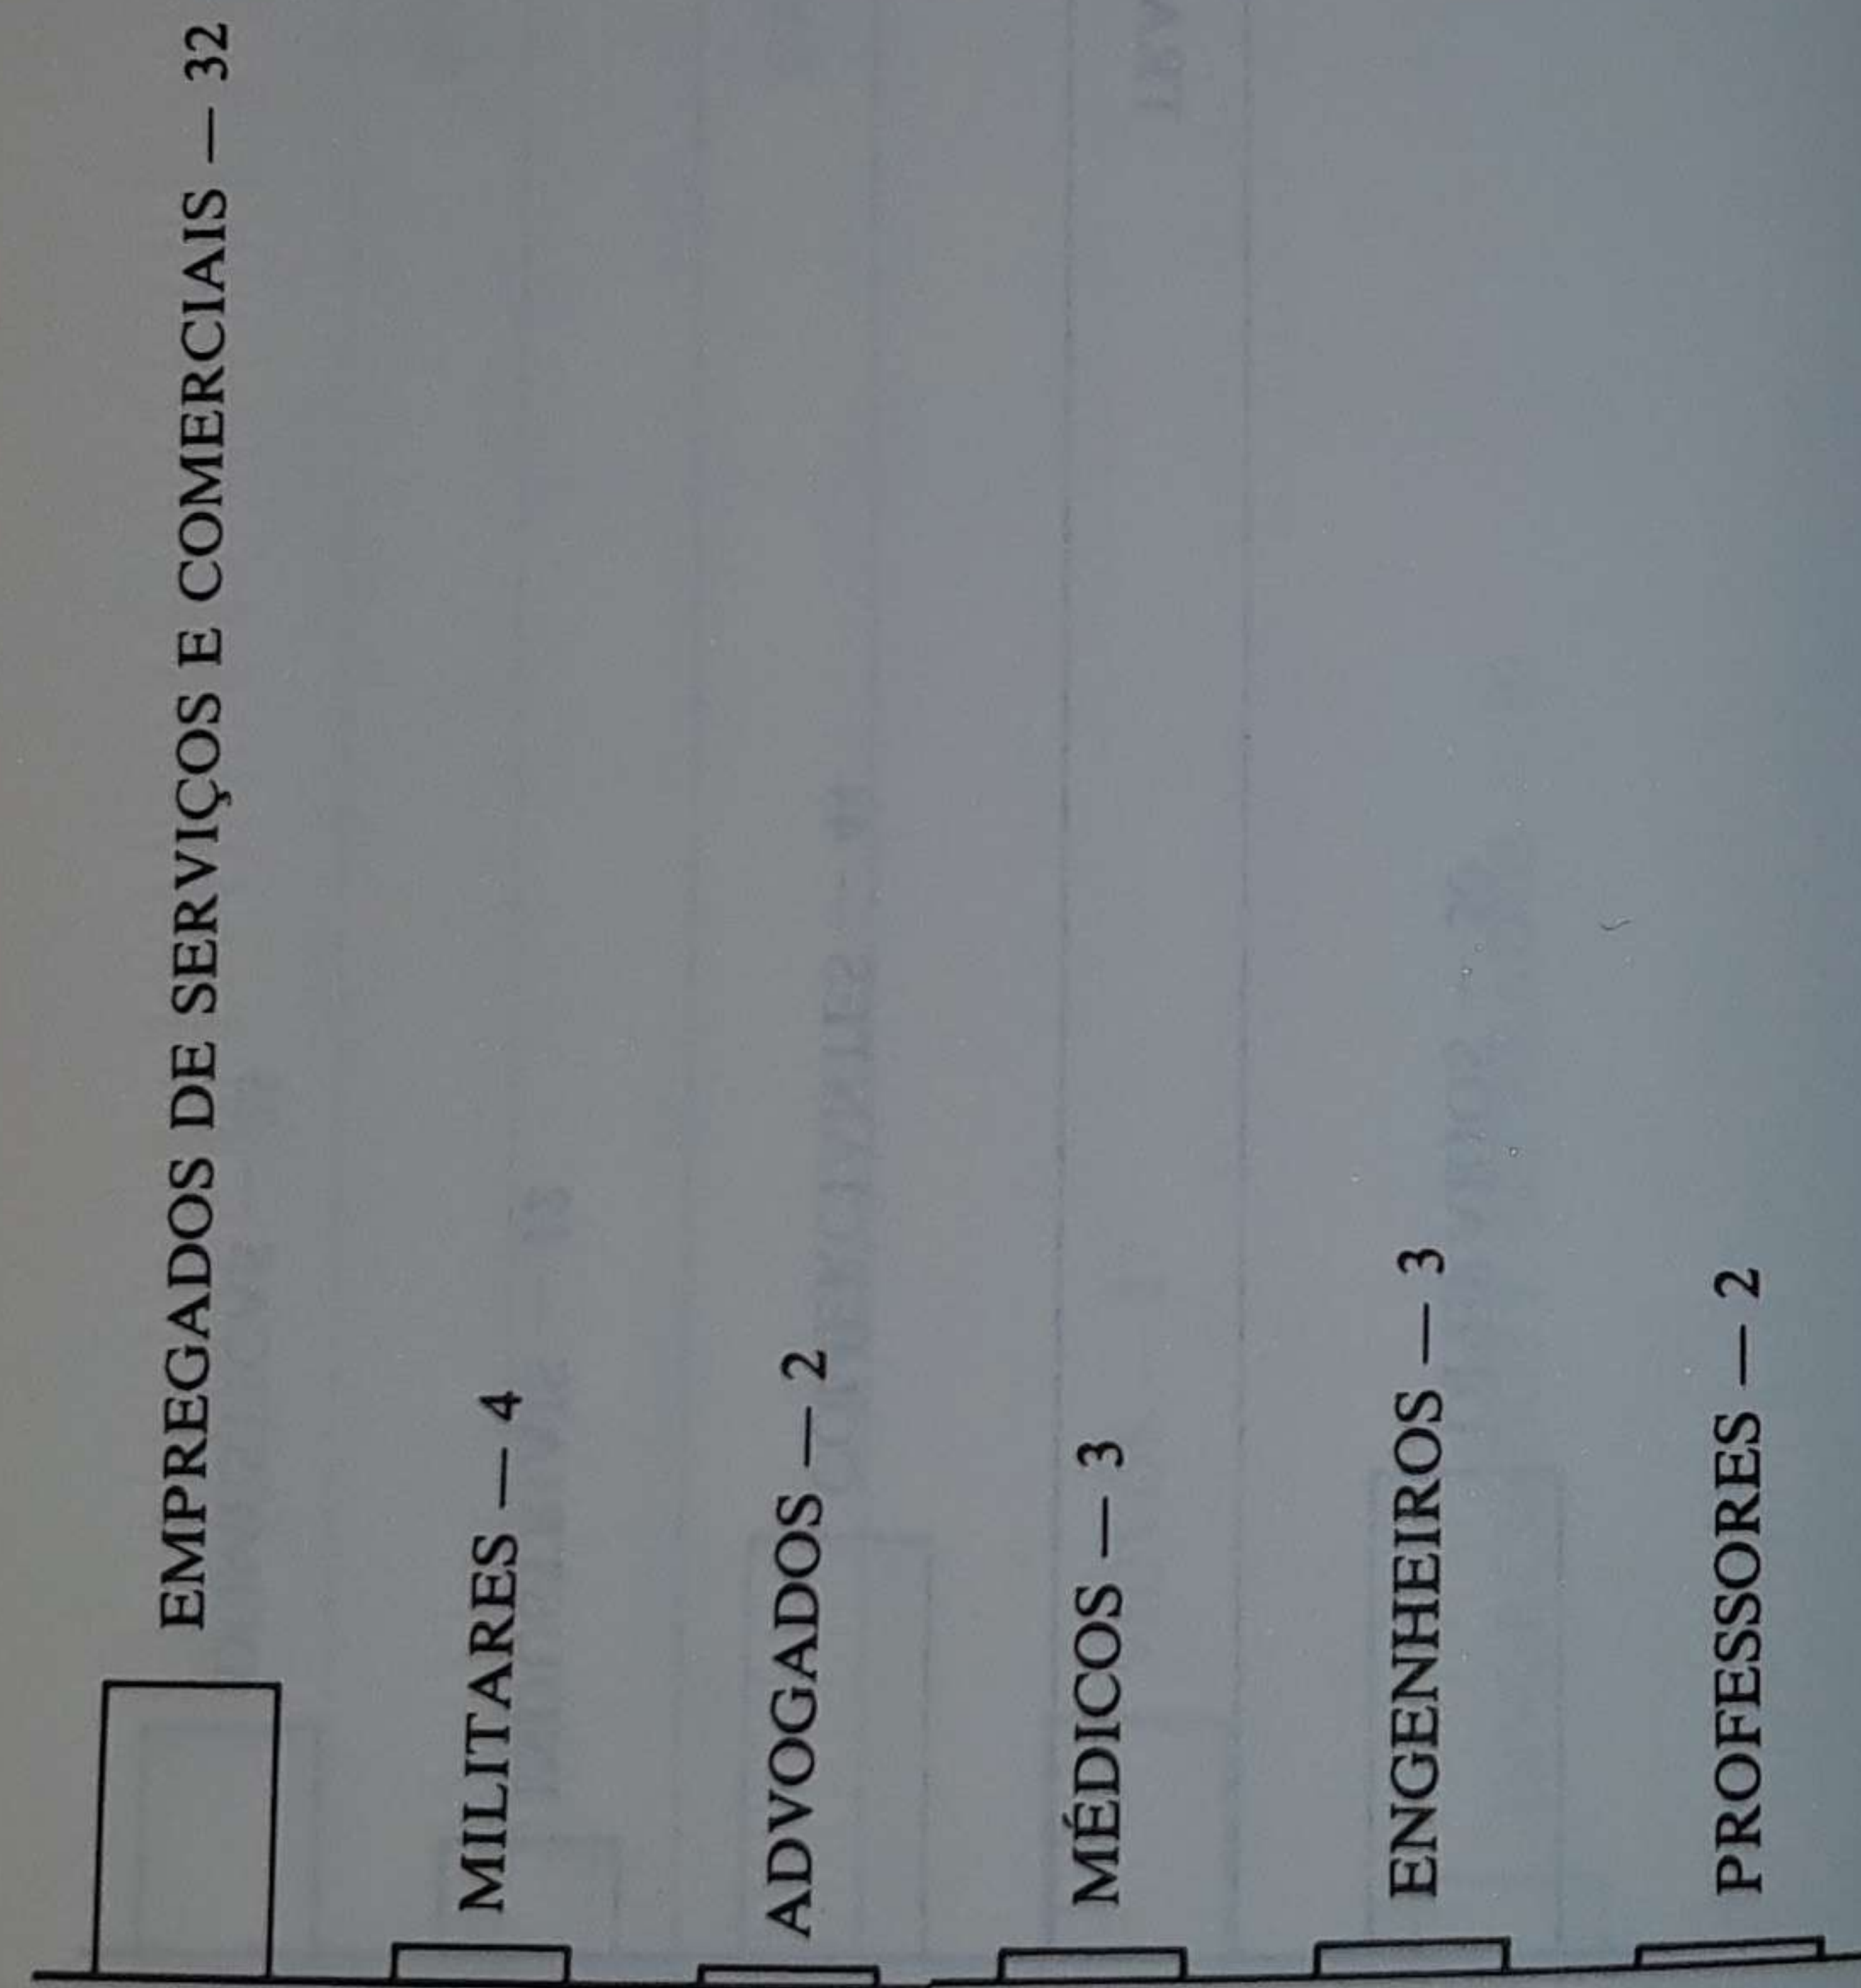 EMPREGADOS DE SERVIÇOS E COMERCIAIS — 32
MILITARES — 4
ADVOGADOS — 2
MÉDICOS — 3
ENGENHEIROS — 3
PROFESSORES — 2